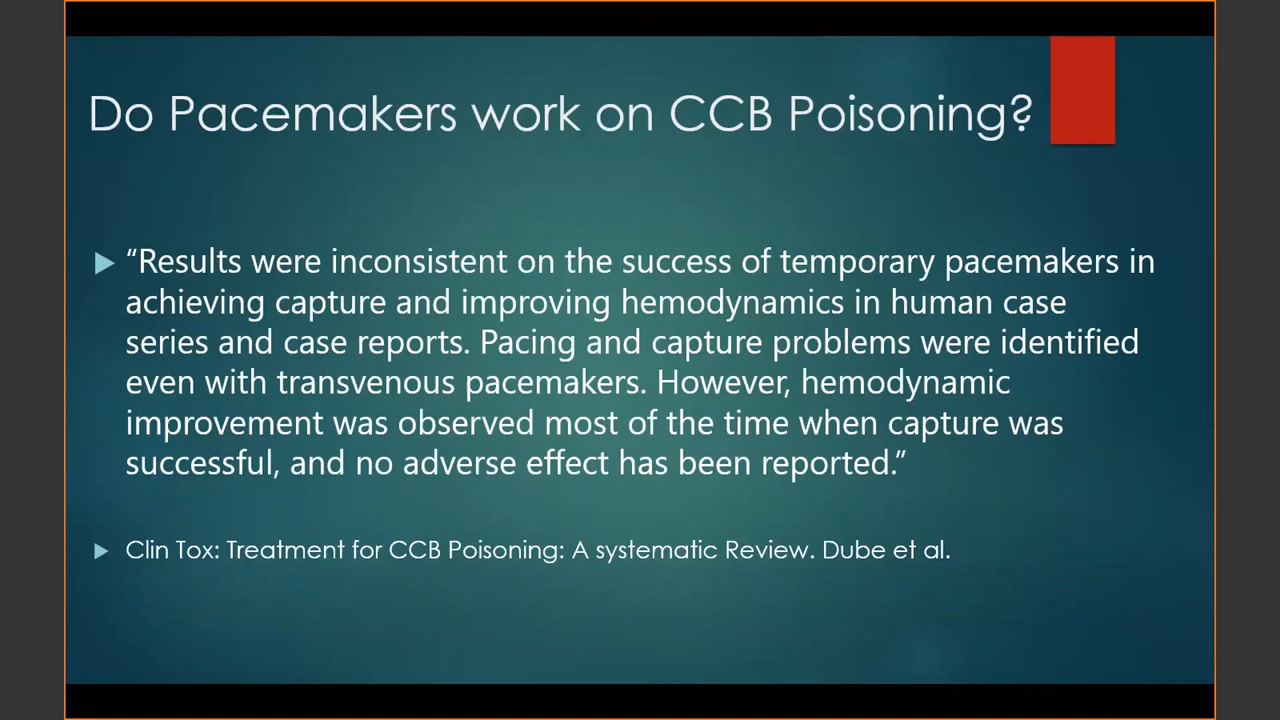 Do Pacemakers work on CCB Poisoning?
“Results were inconsistent on the success of temporary pacemakers in
achieving capture and improving hemodynamics in human case
series and case reports. Pacing and capture problems were identified
even with transvenous pacemakers. However, hemodynamic
improvement was observed most of the time when capture was
successful, and no adverse effect has been reported.”
Clin Tox: Treatment for CCB Poisoning: A systematic Review. Dube et al.